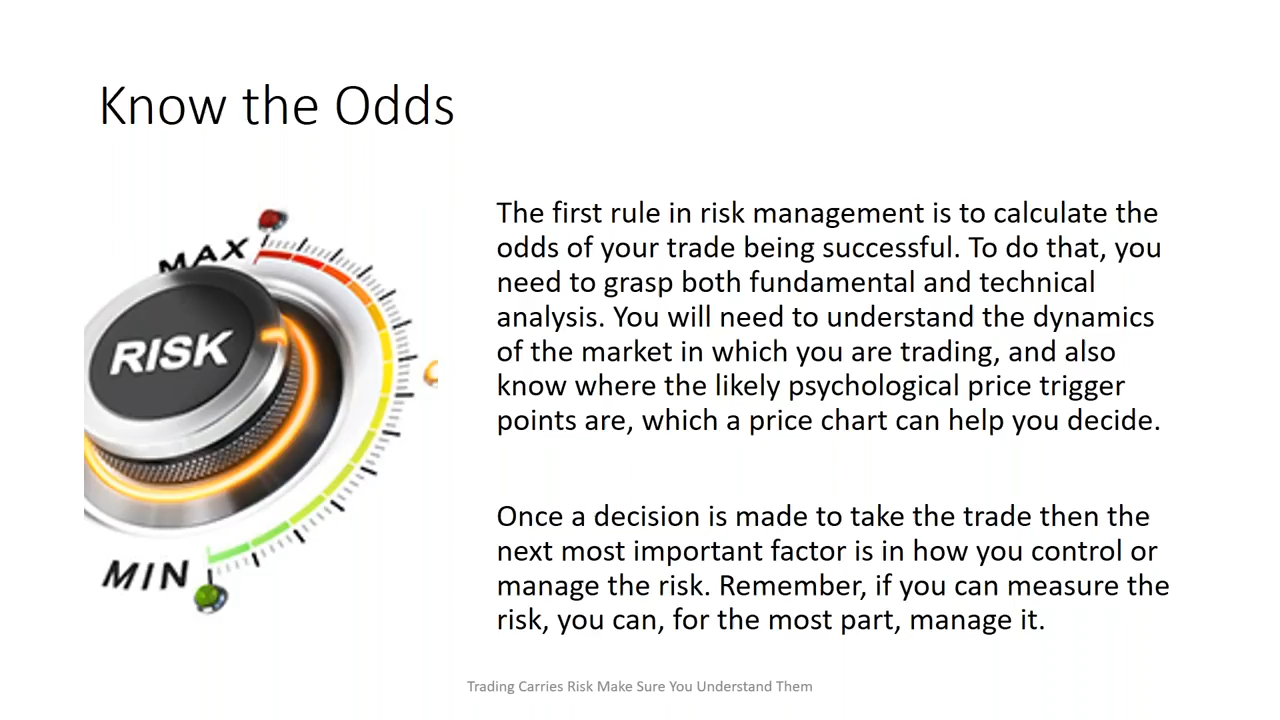 Know the Odds
MAX
RISK
MIN
The first rule in risk management is to calculate the
odds of your trade being successful. To do that, you
need to grasp both fundamental and technical
analysis. You will need to understand the dynamics
of the market in which you are trading, and also
know where the likely psychological price trigger
points are, which a price chart can help you decide.
Once a decision is made to take the trade then the
next most important factor is in how you control or
manage the risk. Remember, if you can measure the
risk, you can, for the most part, manage it.
Trading Carries Risk Make Sure You Understand Them